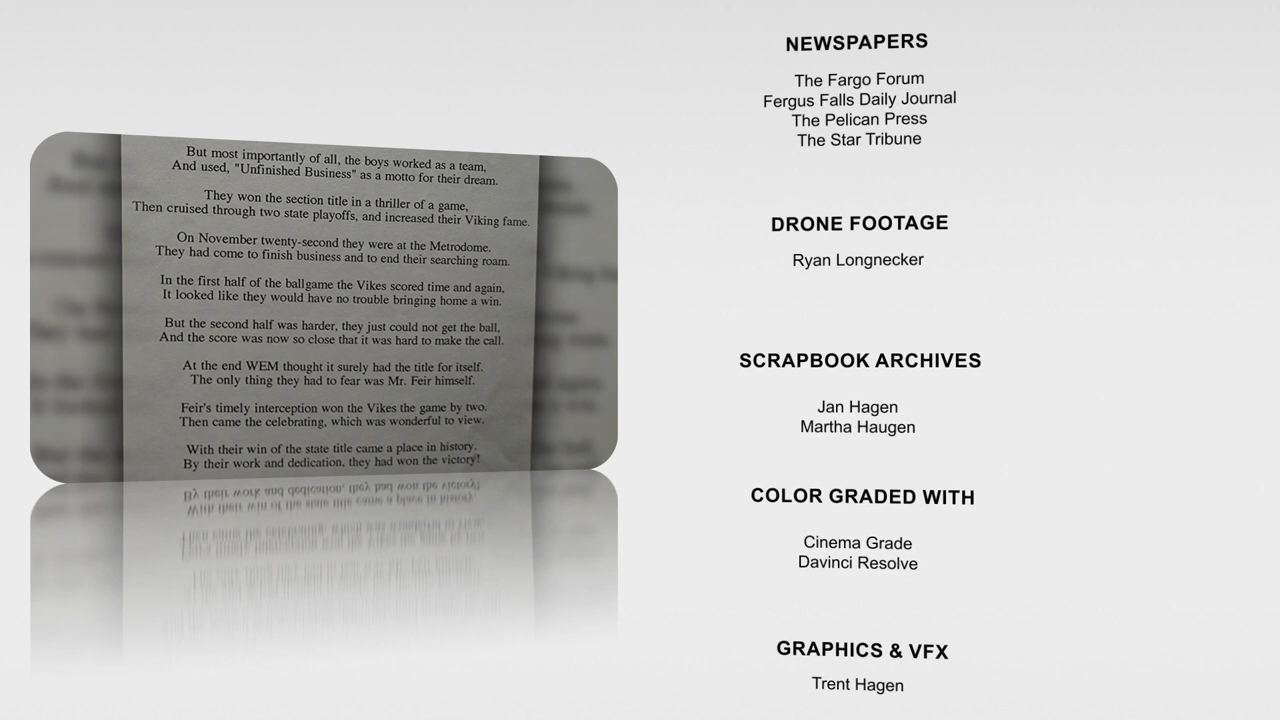 But most importantly of all, the boys worked as a team,
And used, "Unfinished Business" as a motto for their dream.
They won the section title in a thriller of a game,
Then cruised through two state playoffs, and increased their Viking fame.
On November twenty-second they were at the Metrodome.
They had come to finish business and to end their searching roam.
In the first half of the ballgame the Vikes scored time and again,
It looked like they would have no trouble bringing home a win.
But the second half was harder, they just could not get the ball,
And the score was now so close that it was hard to make the call.
At the end WEM thought it surely had the title for itself.
The only thing they had to fear was Mr. Feir himself.
Feir's timely interception won the Vikes the game by two.
Then came the celebrating, which was wonderful to view.
With their win of the state title came a place in history.
By their work and dedication, they had won the victory!
NEWSPAPERS
The Fargo Forum
Fergus Falls Daily Journal
The Pelican Press
The Star Tribune
DRONE FOOTAGE
Ryan Longnecker
SCRAPBOOK ARCHIVES
Jan Hagen
Martha Haugen
COLOR GRADED WITH
Cinema Grade
Davinci Resolve
GRAPHICS & VFX
Trent Hagen